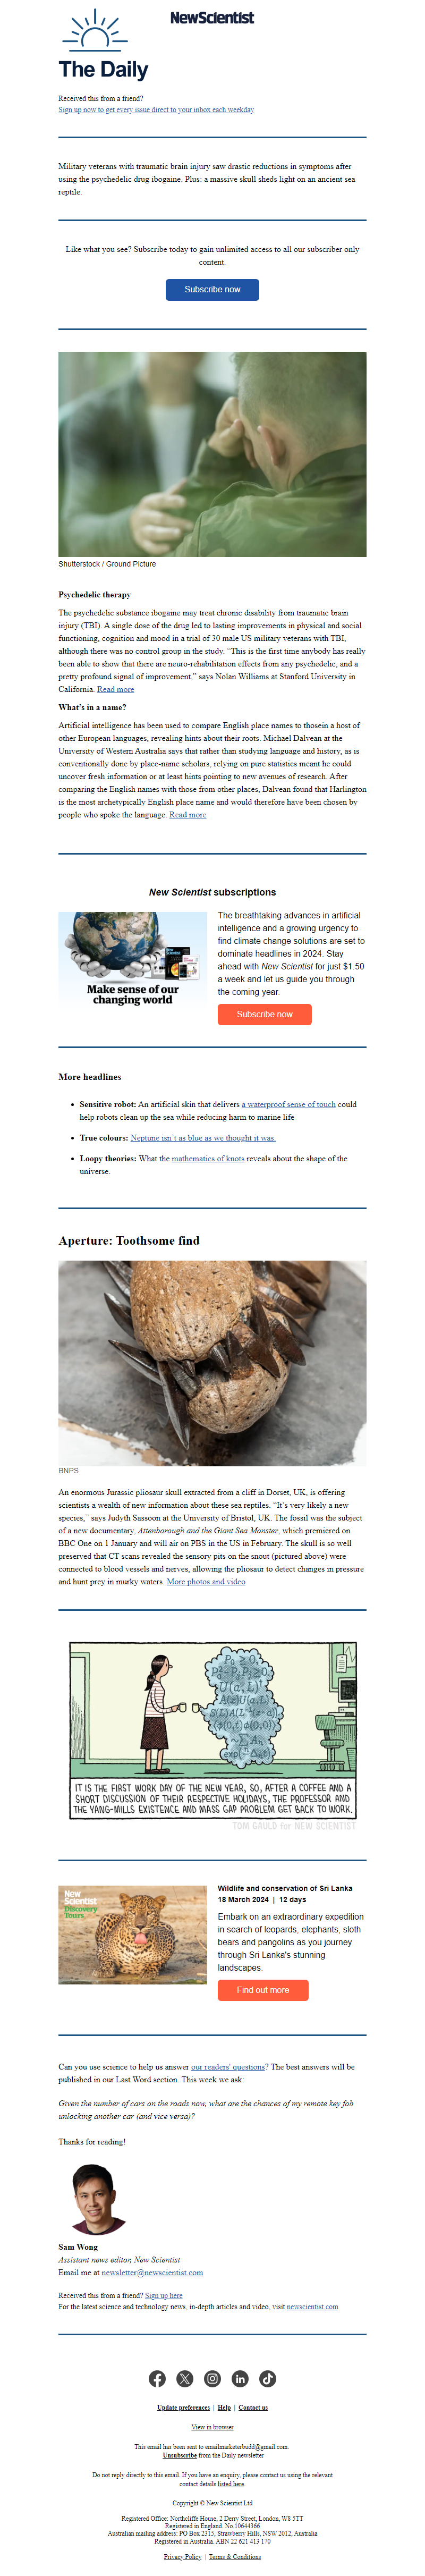 NewScientist
The Daily
Received this from a friend?
Sign up now to get every issue direct to your inbox each weekday
Military veterans with traumatic brain injury saw drastic reductions in symptoms after
using the psychedelic drug ibogaine. Plus: a massive skull sheds light on an ancient sea
reptile.
Like what you see? Subscribe today to gain unlimited access to all our subscriber only
content.
Subscribe now
Shutterstock / Ground Picture
Psychedelic therapy
The psychedelic substance ibogaine may treat chronic disability from traumatic brain
injury (TBI). A single dose of the drug led to lasting improvements in physical and social
functioning, cognition and mood in a trial of 30 male US military veterans with TBI,
although there was no control group in the study. “This is the first time anybody has really
been able to show that there are neuro-rehabilitation effects from any psychedelic, and a
pretty profound signal of improvement,” says Nolan Williams at Stanford University in
California. Read more
What’s in a name?
Artificial intelligence has been used to compare English place names to thosein a host of
other European languages, revealing hints about their roots. Michael Dalvean at the
University of Western Australia says that rather than studying language and history, as is
conventionally done by place-name scholars, relying on pure statistics meant he could
uncover fresh information or at least hints pointing to new avenues of research. After
comparing the English names with those from other places, Dalvean found that Harlington
is the most archetypically English place name and would therefore have been chosen by
people who spoke the language. Read more
New Scientist subscriptions
Make sense of our
changing world
The breathtaking advances in artificial
intelligence and a growing urgency to
find climate change solutions are set to
dominate headlines in 2024. Stay
ahead with New Scientist for just $1.50
a week and let us guide you through
the coming year.
Subscribe now
More headlines
• Sensitive robot: An artificial skin that delivers a waterproof sense of touch could
help robots clean up the sea while reducing harm to marine life
• True colours: Neptune isn’t as blue as we thought it was.
• Loopy theories: What the mathematics of knots reveals about the shape of the
universe.
Aperture: Toothsome find
BNPS
An enormous Jurassic pliosaur skull extracted from a cliff in Dorset, UK, is offering
scientists a wealth of new information about these sea reptiles. “It’s very likely a new
species,” says Judyth Sassoon at the University of Bristol, UK. The fossil was the subject
of a new documentary, Attenborough and the Giant Sea Monster, which premiered on
BBC One on 1 January and will air on PBS in the US in February. The skull is so well
preserved that CT scans revealed the sensory pits on the snout (pictured above) were
connected to blood vessels and nerves, allowing the pliosaur to detect changes in pressure
and hunt prey in murky waters. More photos and video
IT IS THE FIRST WORK DAY OF THE NEW YEAR, SO, AFTER A COFFEE AND A
SHORT DISCUSSION OF THEIR RESPECTIVE HOLIDAYS, THE PROFESSOR AND
THE YANG-MILLS EXISTENCE AND MASS GAP PROBLEM GET BACK TO WORK.
TOM GAULD for NEW SCIENTIST
New
Scientist
Discovery
Tours
Wildlife and conservation of Sri Lanka
18 March 2024 | 12 days
Embark on an extraordinary expedition
in search of leopards, elephants, sloth
bears and pangolins as you journey
through Sri Lanka's stunning
landscapes.
Find out more
Can you use science to help us answer our readers’ questions? The best answers will be
published in our Last Word section. This week we ask:
Given the number of cars on the roads now, what are the chances of my remote key fob
unlocking another car (and vice versa)?
Thanks for reading!
Sam Wong
Assistant news editor, New Scientist
Email me at newsletter@newscientist.com
Received this from a friend? Sign up here
For the latest science and technology news, in-depth articles and video, visit newscientist.com
Update preferences | Help | Contact us
View in browser
This email has been sent to emailmarketerbudd@gmail.com.
Unsubscribe from the Daily newsletter
Do not reply directly to this email. If you have an enquiry, please contact us using the relevant
contact details listed here.
Copyright © New Scientist Ltd
Registered Office: Northcliffe House, 2 Derry Street, London, W8 5TT
Registered in England. No.10644366
Australian mailing address: PO Box 2315, Strawberry Hills, NSW 2012, Australia
Registered in Australia. ABN 22 621 413 170
Privacy Policy | Terms & Conditions